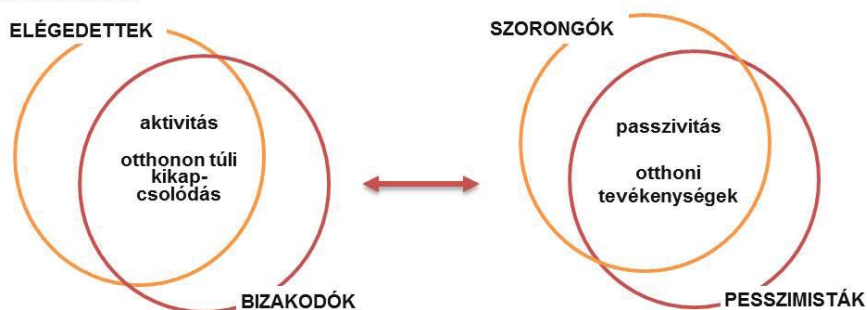 ELÉGEDETTEK
aktivitás
otthonon túli
kikap-
csolódás
BIZAKODÓK
SZORONGÓK
passzivitás
otthoni
tevékenységek
PESSZIMISTÁK